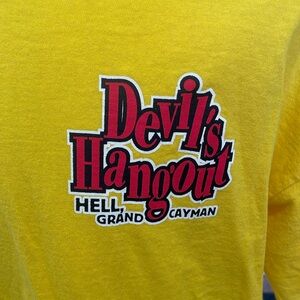 Devil's
Hangout
HELL,
GRAND CAYMAN